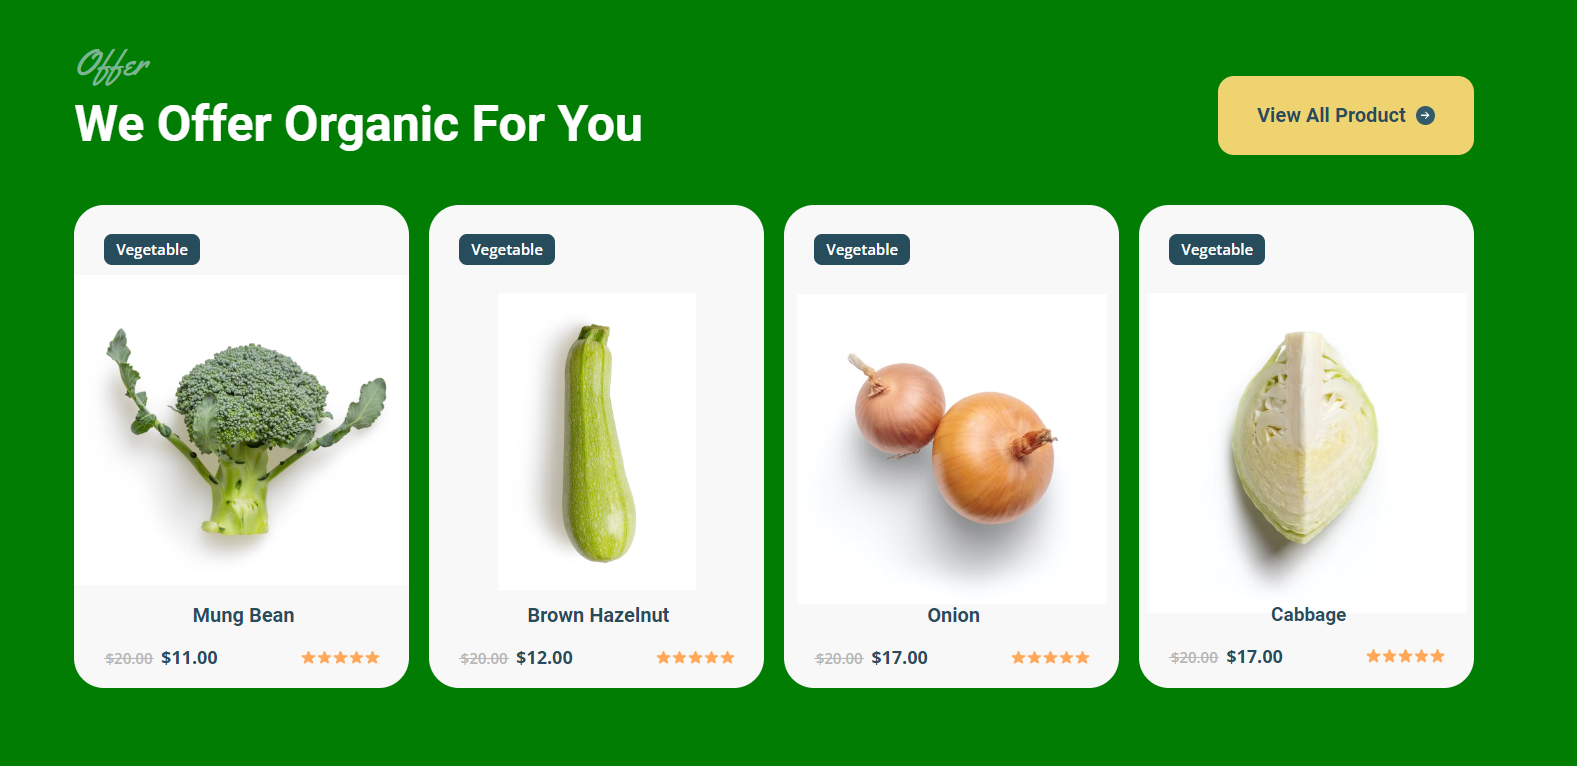 Offer
We Offer Organic For You
View All Product
Vegetable
Mung Bean
$20.00 $11.00
Vegetable
Brown Hazelnut
$20.00 $12.00
Vegetable
Onion
$20.00 $17.00
Vegetable
Cabbage
$20.00 $17.00